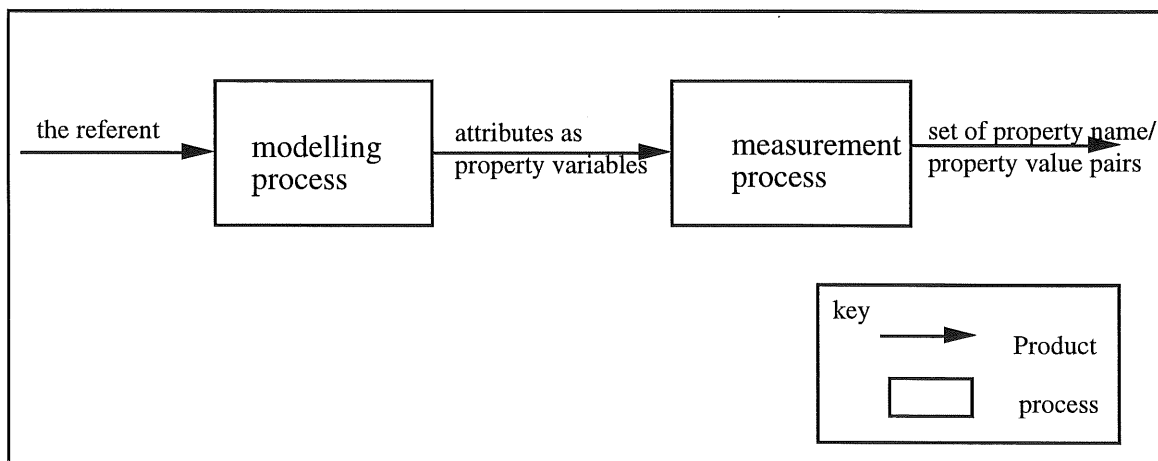 the referent
modelling
process
attributes as
property variables
measurement
process
set of property name/
property value pairs
key
Product
process